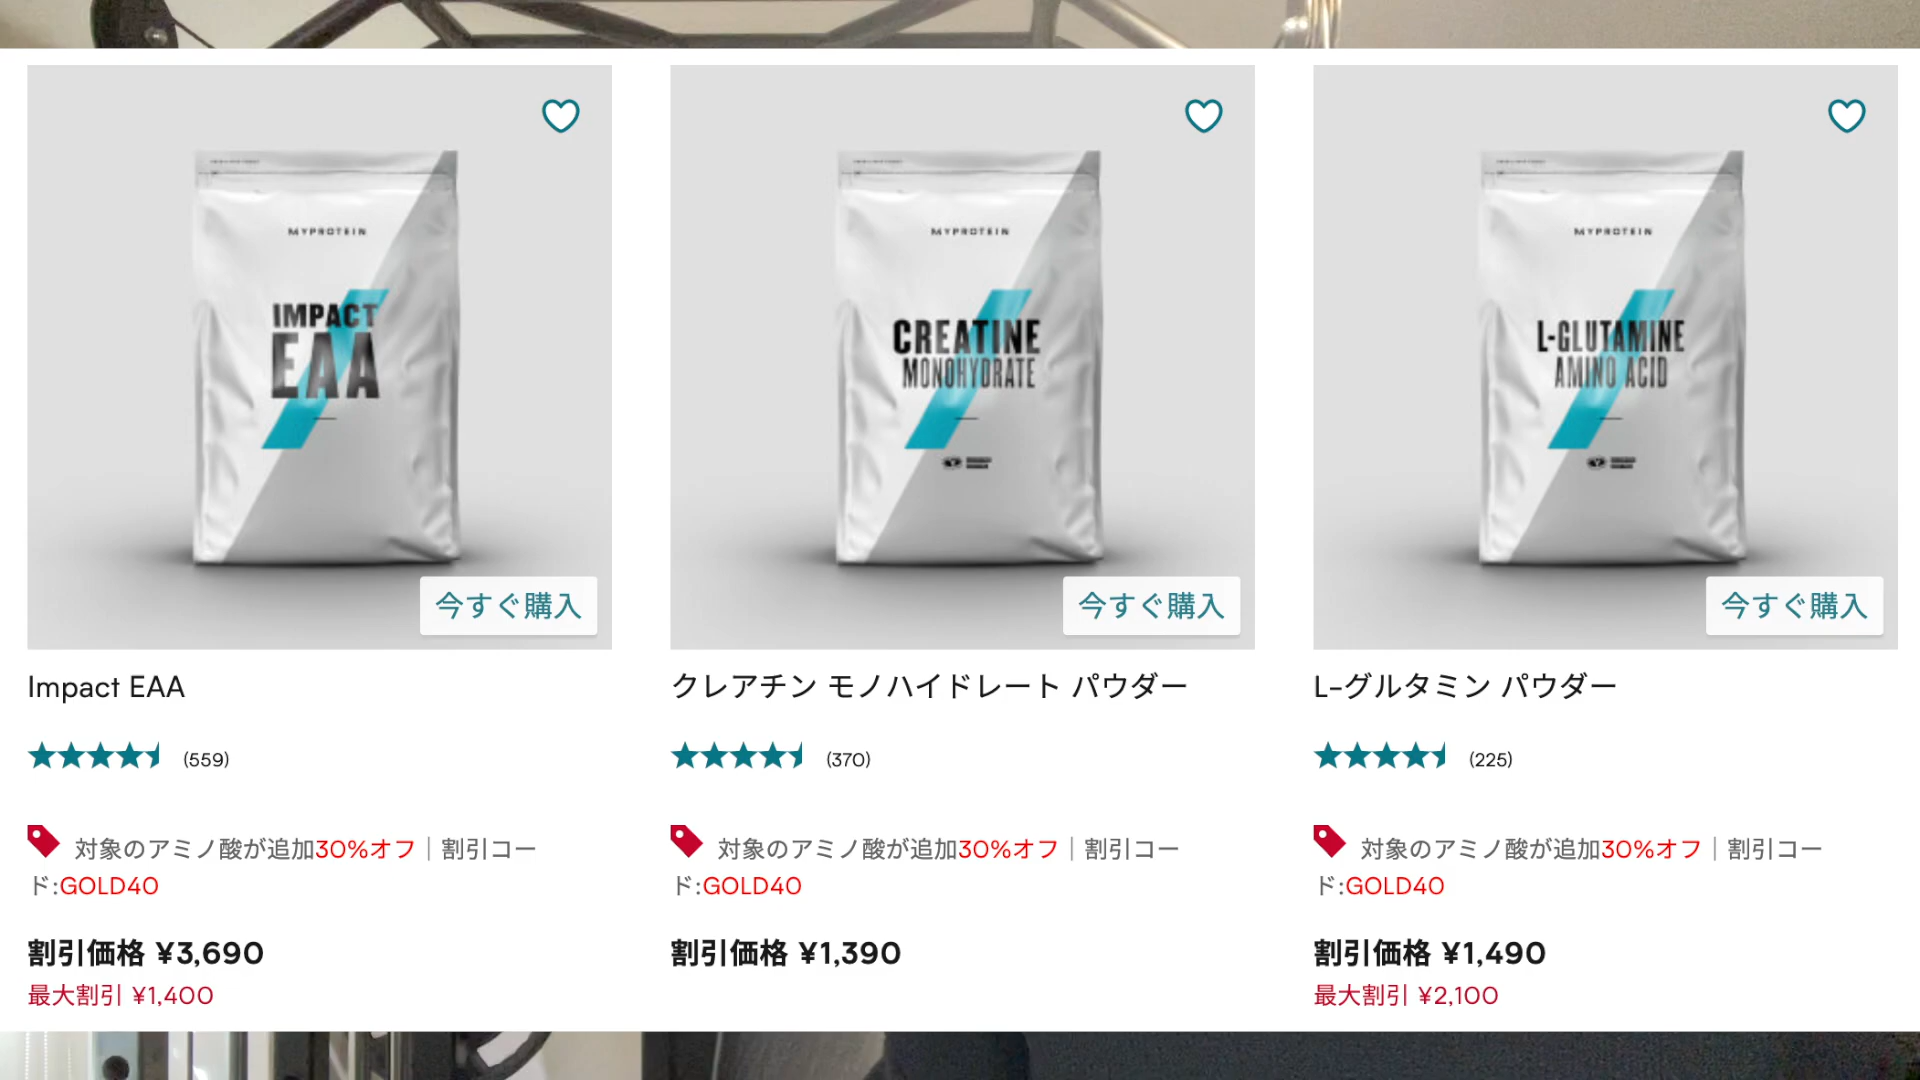 MYPROTEIN
IMPACT
EAA
今すぐ購入
Impact EAA
(559)
対象のアミノ酸が追加30%オフ｜割引コー
ド:GOLD40
割引価格 ¥3,690
最大割引 ¥1,400
MYPROTEIN
CREATINE
MONOHYDRATE
今すぐ購入
クレアチン モノハイドレート パウダー
(370)
対象のアミノ酸が追加30%オフ｜割引コー
ド:GOLD40
割引価格 ¥1,390
MYPROTEIN
L-GLUTAMINE
AMINO ACID
今すぐ購入
L-グルタミン パウダー
(225)
対象のアミノ酸が追加30%オフ｜割引コー
ド:GOLD40
割引価格 ¥1,490
最大割引 ¥2,100